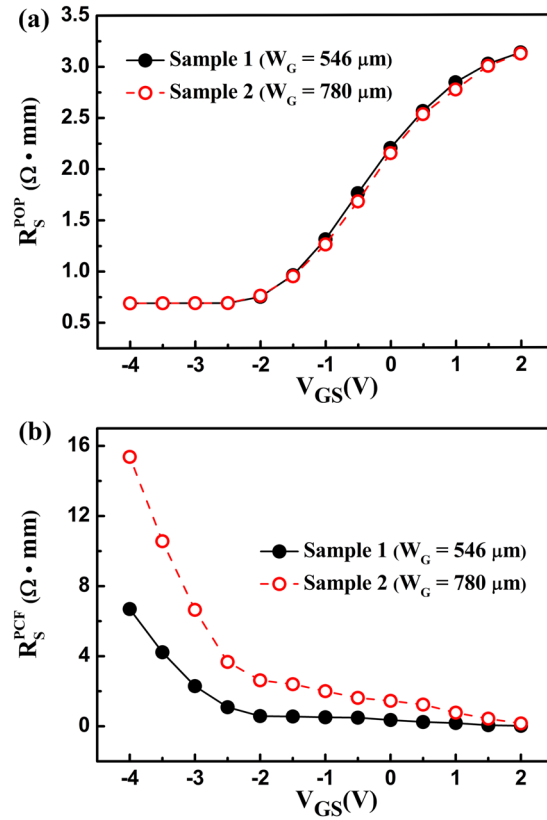 (a)
Sample 1 (W_G = 546 μm)
Sample 2 (W_G = 780 μm)
R_S^POP (Ω • mm)
3.5
3.0
2.5
2.0
1.5
1.0
0.5
-4 -3 -2 -1 0 1 2
V_GS(V)
(b)
Sample 1 (W_G = 546 μm)
Sample 2 (W_G = 780 μm)
R_S^PCF (Ω • mm)
16
12
8
4
0
-4 -3 -2 -1 0 1 2
V_GS(V)